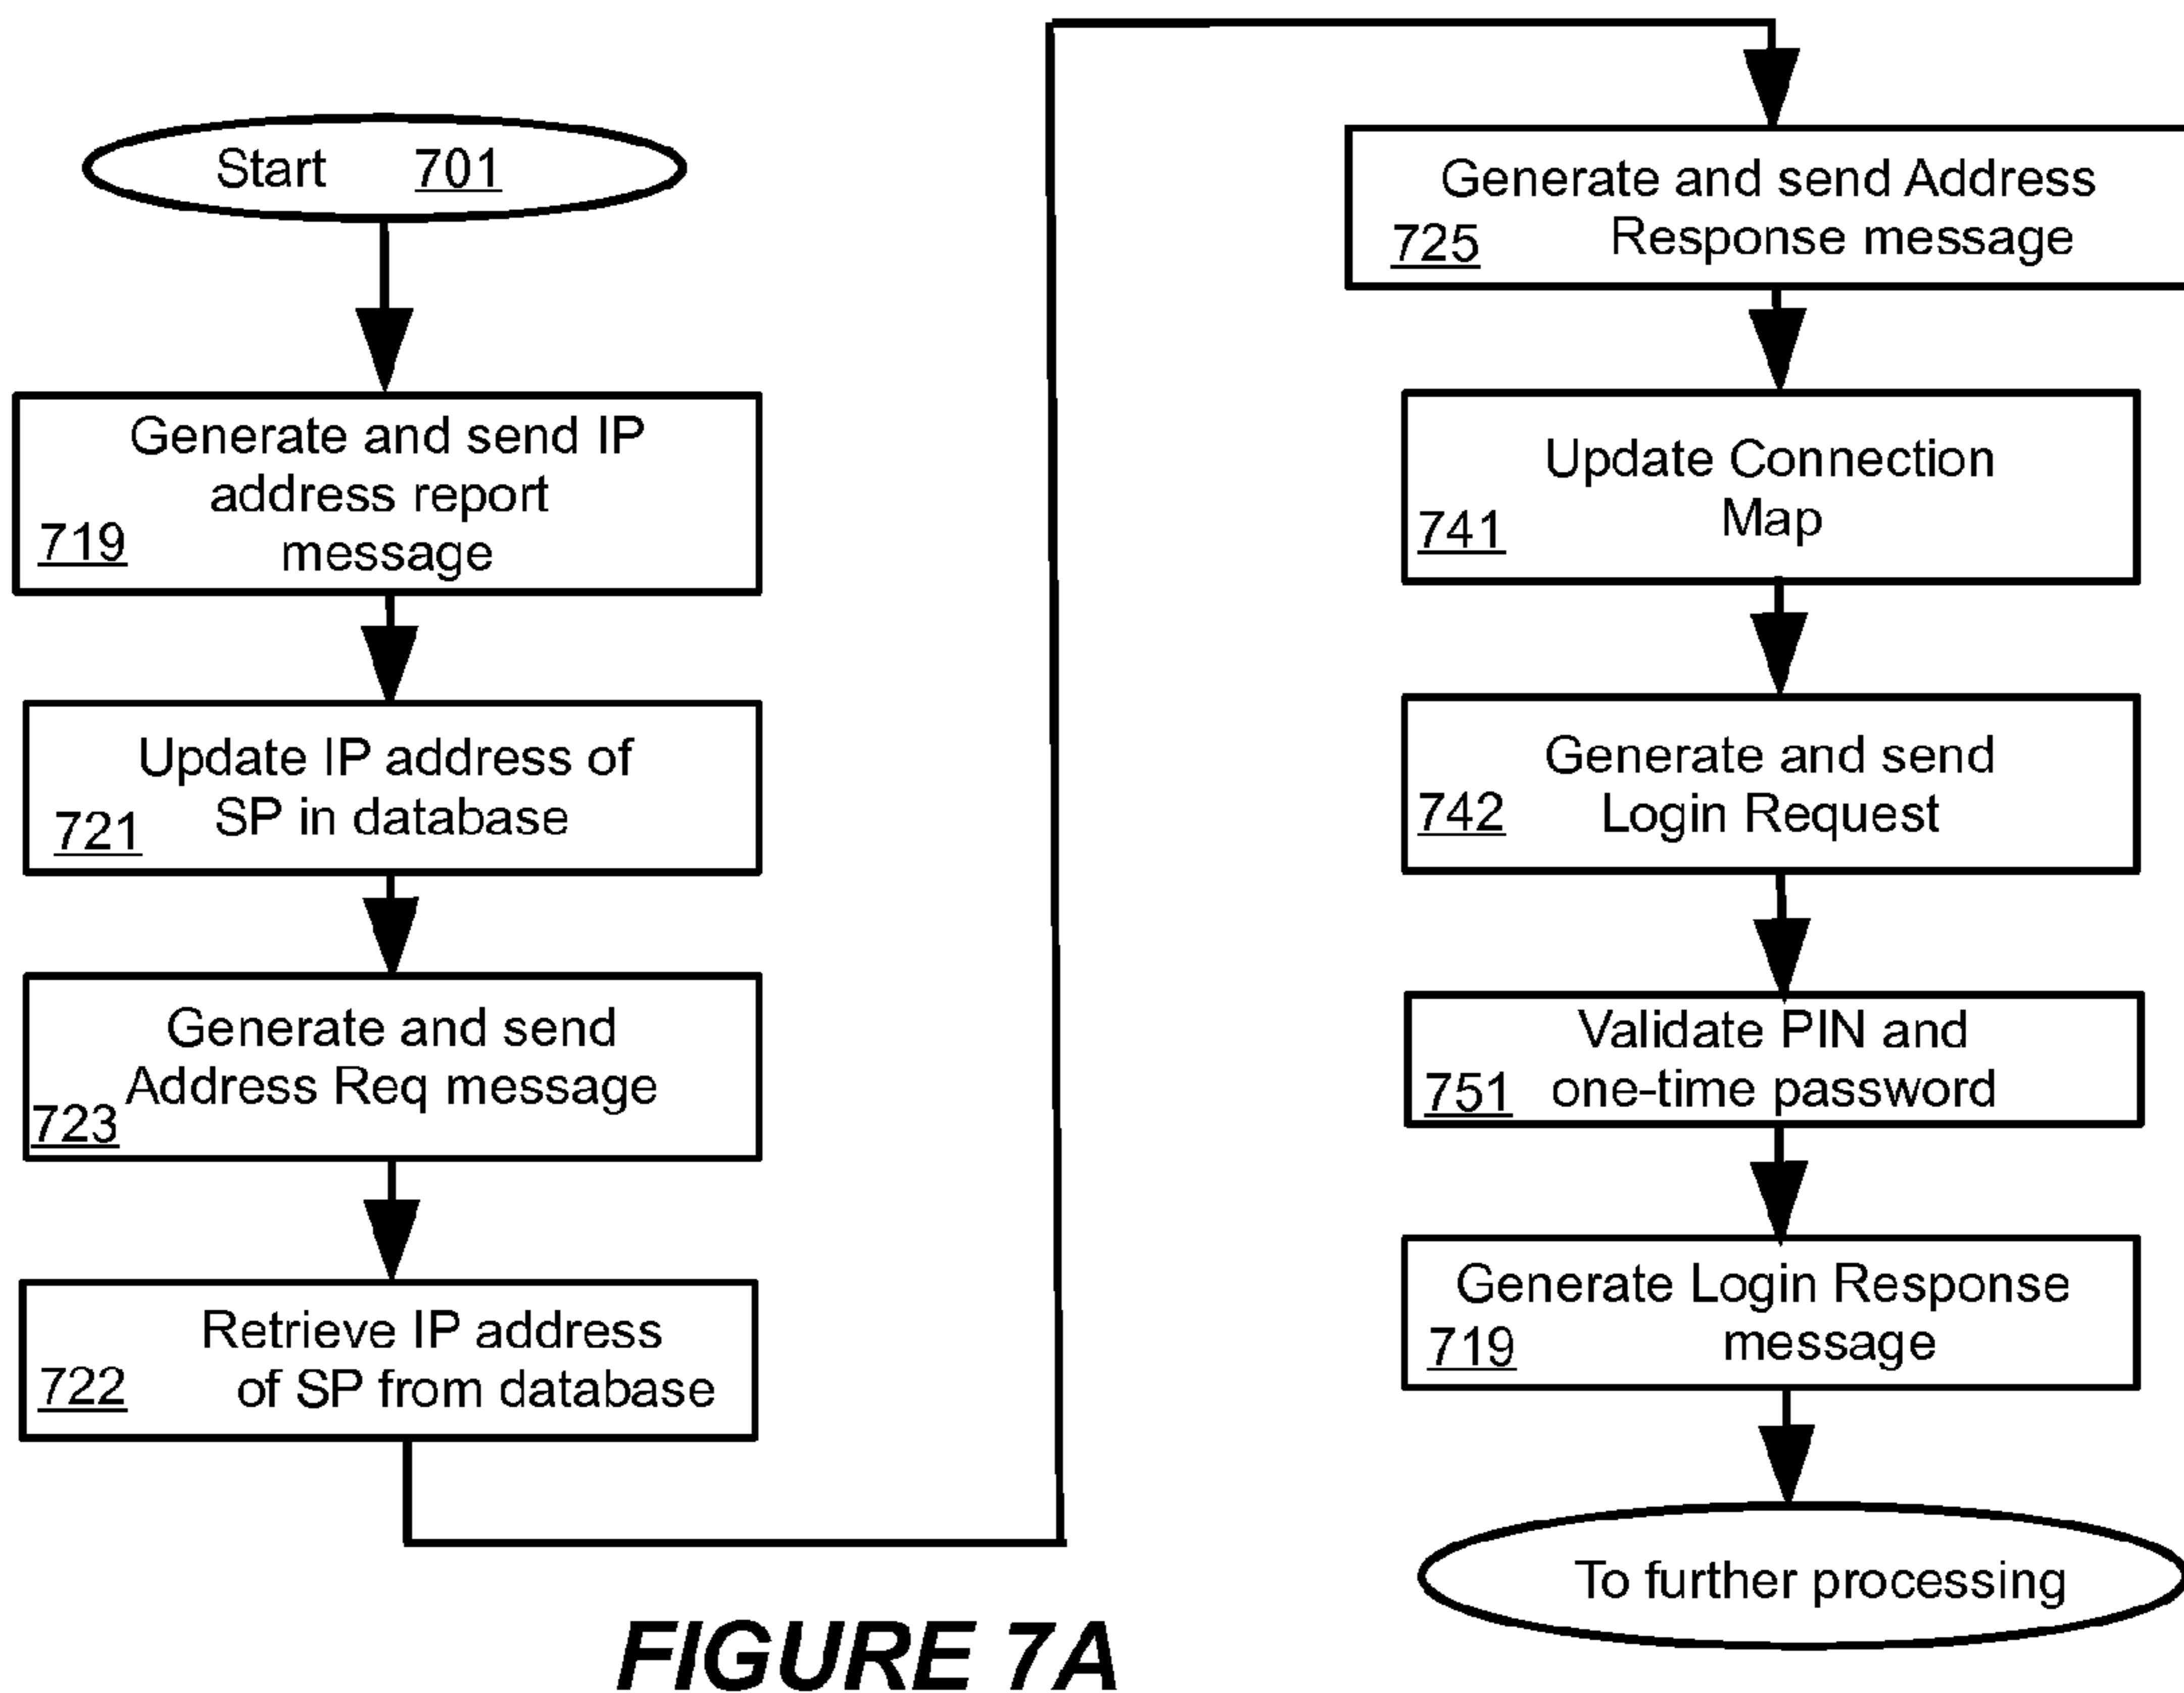 Start 701
Generate and send IP
address report
719
message
Update IP address of
SP in database
721
Generate and send
Address Req message
723
Retrieve IP address
of SP from database
722
Generate and send Address
Response message
725
Update Connection
Map
741
Generate and send
Login Request
742
Validate PIN and
one-time password
751
Generate Login Response
message
719
To further processing
FIGURE 7A